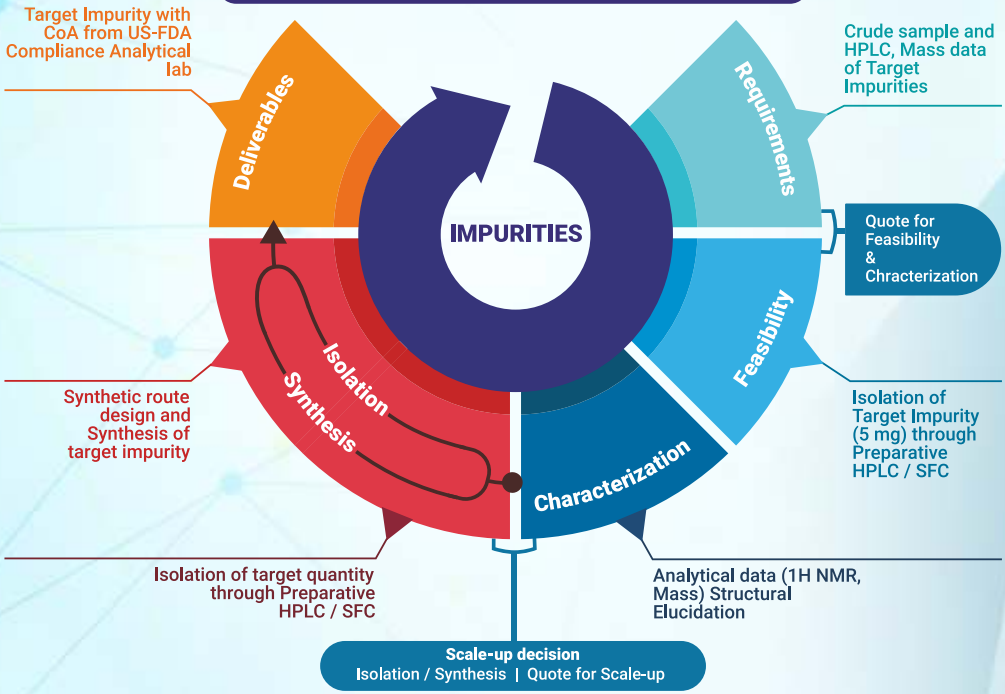 Target Impurity with
CoA from US-FDA
Compliance Analytical
lab
Deliverables
Requirements
Crude sample and
HPLC, Mass data
of Target
Impurities
IMPURITIES
Quote for
Feasibility
&
Chracterization
Feasibility
Isolation of
Target Impurity
(5 mg) through
Preparative
HPLC / SFC
Isolation
Synthesis
Synthetic route
design and
Synthesis of
target impurity
Characterization
Isolation of target quantity
through Preparative
HPLC / SFC
Analytical data (1H NMR,
Mass) Structural
Elucidation
Scale-up decision
Isolation / Synthesis | Quote for Scale-up